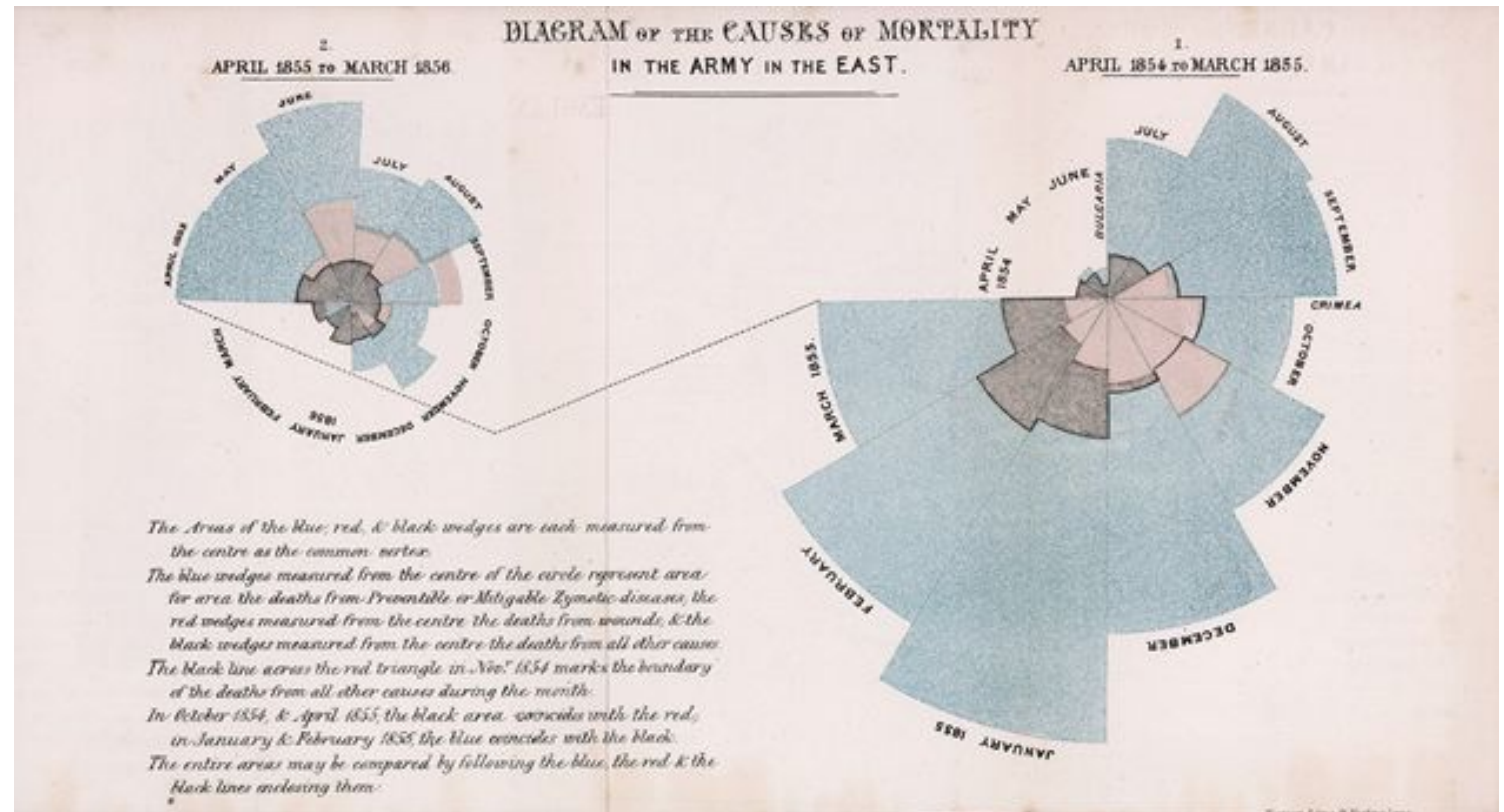 DIAGRAM OF THE CAUSES OF MORTALITY
IN THE ARMY IN THE EAST.
2.
APRIL 1855 TO MARCH 1856.
1.
APRIL 1854 TO MARCH 1855.
APRIL 1855
MAY
JUNE
JULY
AUGUST
SEPTEMBER
OCTOBER
NOVEMBER
DECEMBER
JANUARY 1856
FEBRUARY
MARCH
APRIL 1854
MAY
JUNE
BULGARIA
JULY
AUGUST
SEPTEMBER
CRIMEA
OCTOBER
NOVEMBER
DECEMBER
JANUARY 1855
FEBRUARY
MARCH 1855.
The Areas of the blue, red, & black wedges are each measured from
the centre as the common vertex.
The blue wedges measured from the centre of the circle represent area
for area the deaths from Preventible or Mitigable Zymotic diseases, the
red wedges measured from the centre the deaths from wounds, & the
black wedges measured from the centre the deaths from all other causes.
The black line across the red triangle in Nov.r 1854 marks the boundary
of the deaths from all other causes during the month.
In October 1854, & April 1855, the black area coincides with the red,
in January & February 1856, the blue coincides with the black.
The entire areas may be compared by following the blue, the red & the
black lines enclosing them.